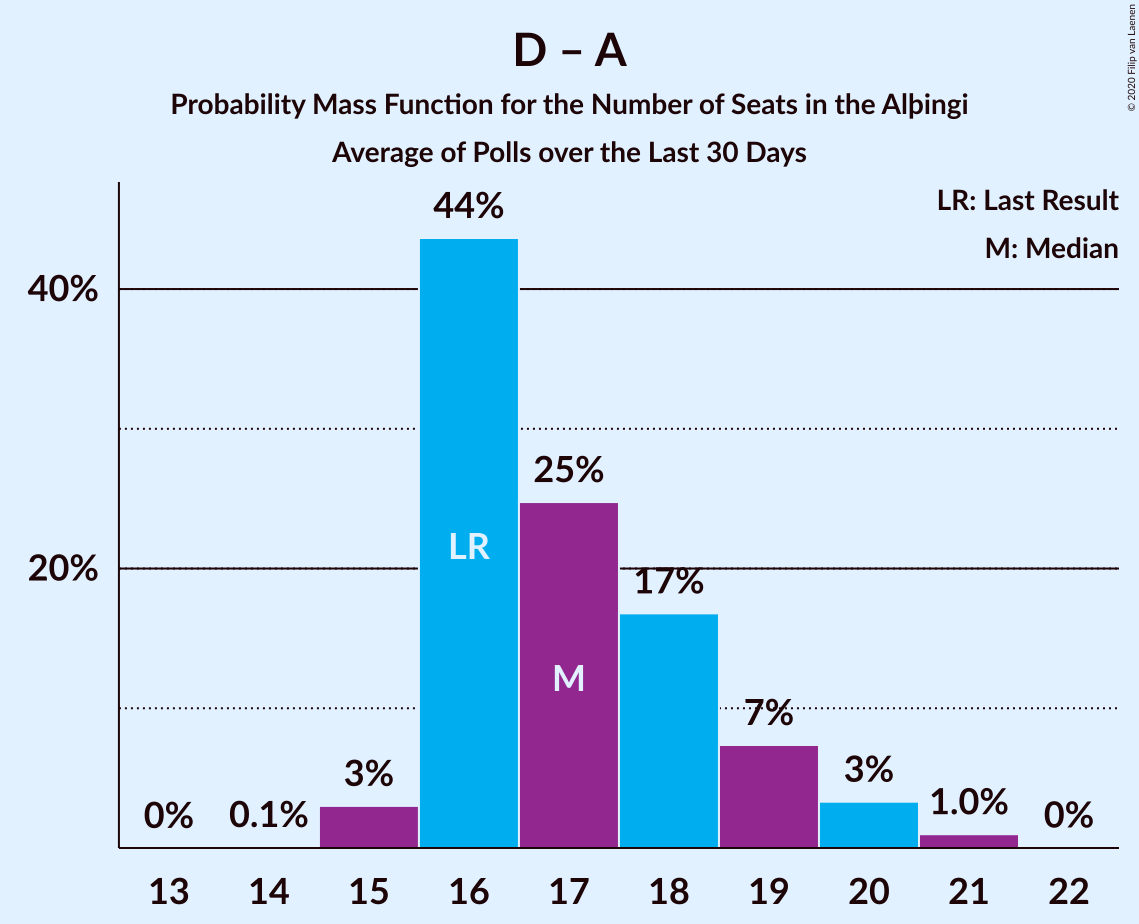 D – A
Probability Mass Function for the Number of Seats in the Alþingi
Average of Polls over the Last 30 Days
© 2020 Filip van Laenen
LR: Last Result
M: Median
40%
20%
0%
0.1%
3%
44%
25%
17%
7%
3%
1.0%
0%
LR
M
13 14 15 16 17 18 19 20 21 22